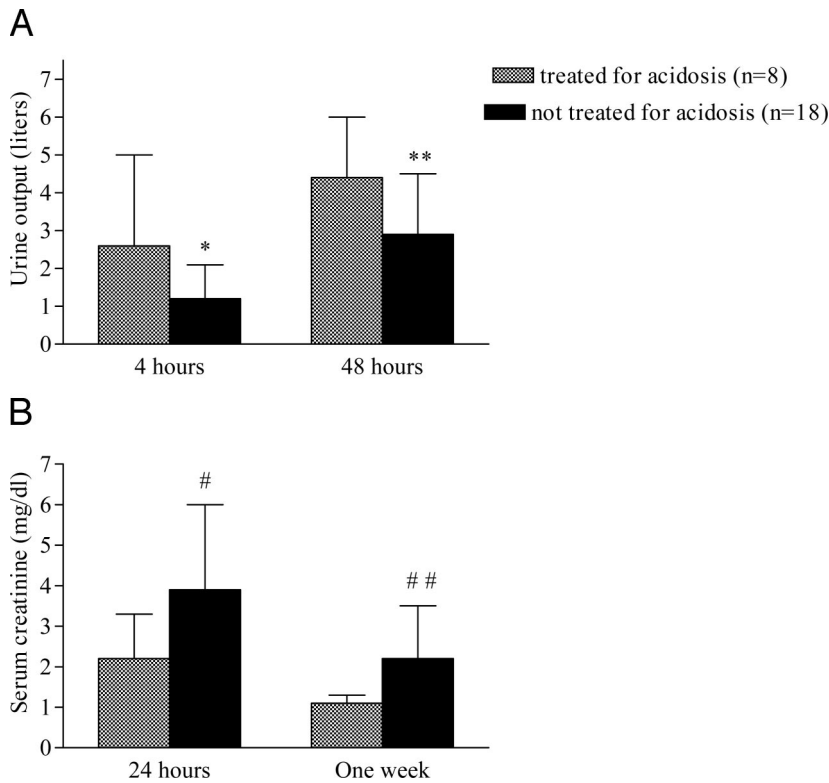 A
Urine output (liters)
7
6
5
4
3
2
1
0
*
**
4 hours
48 hours
treated for acidosis (n=8)
not treated for acidosis (n=18)
B
Serum creatinine (mg/dl)
7
6
5
4
3
2
1
0
#
# #
24 hours
One week